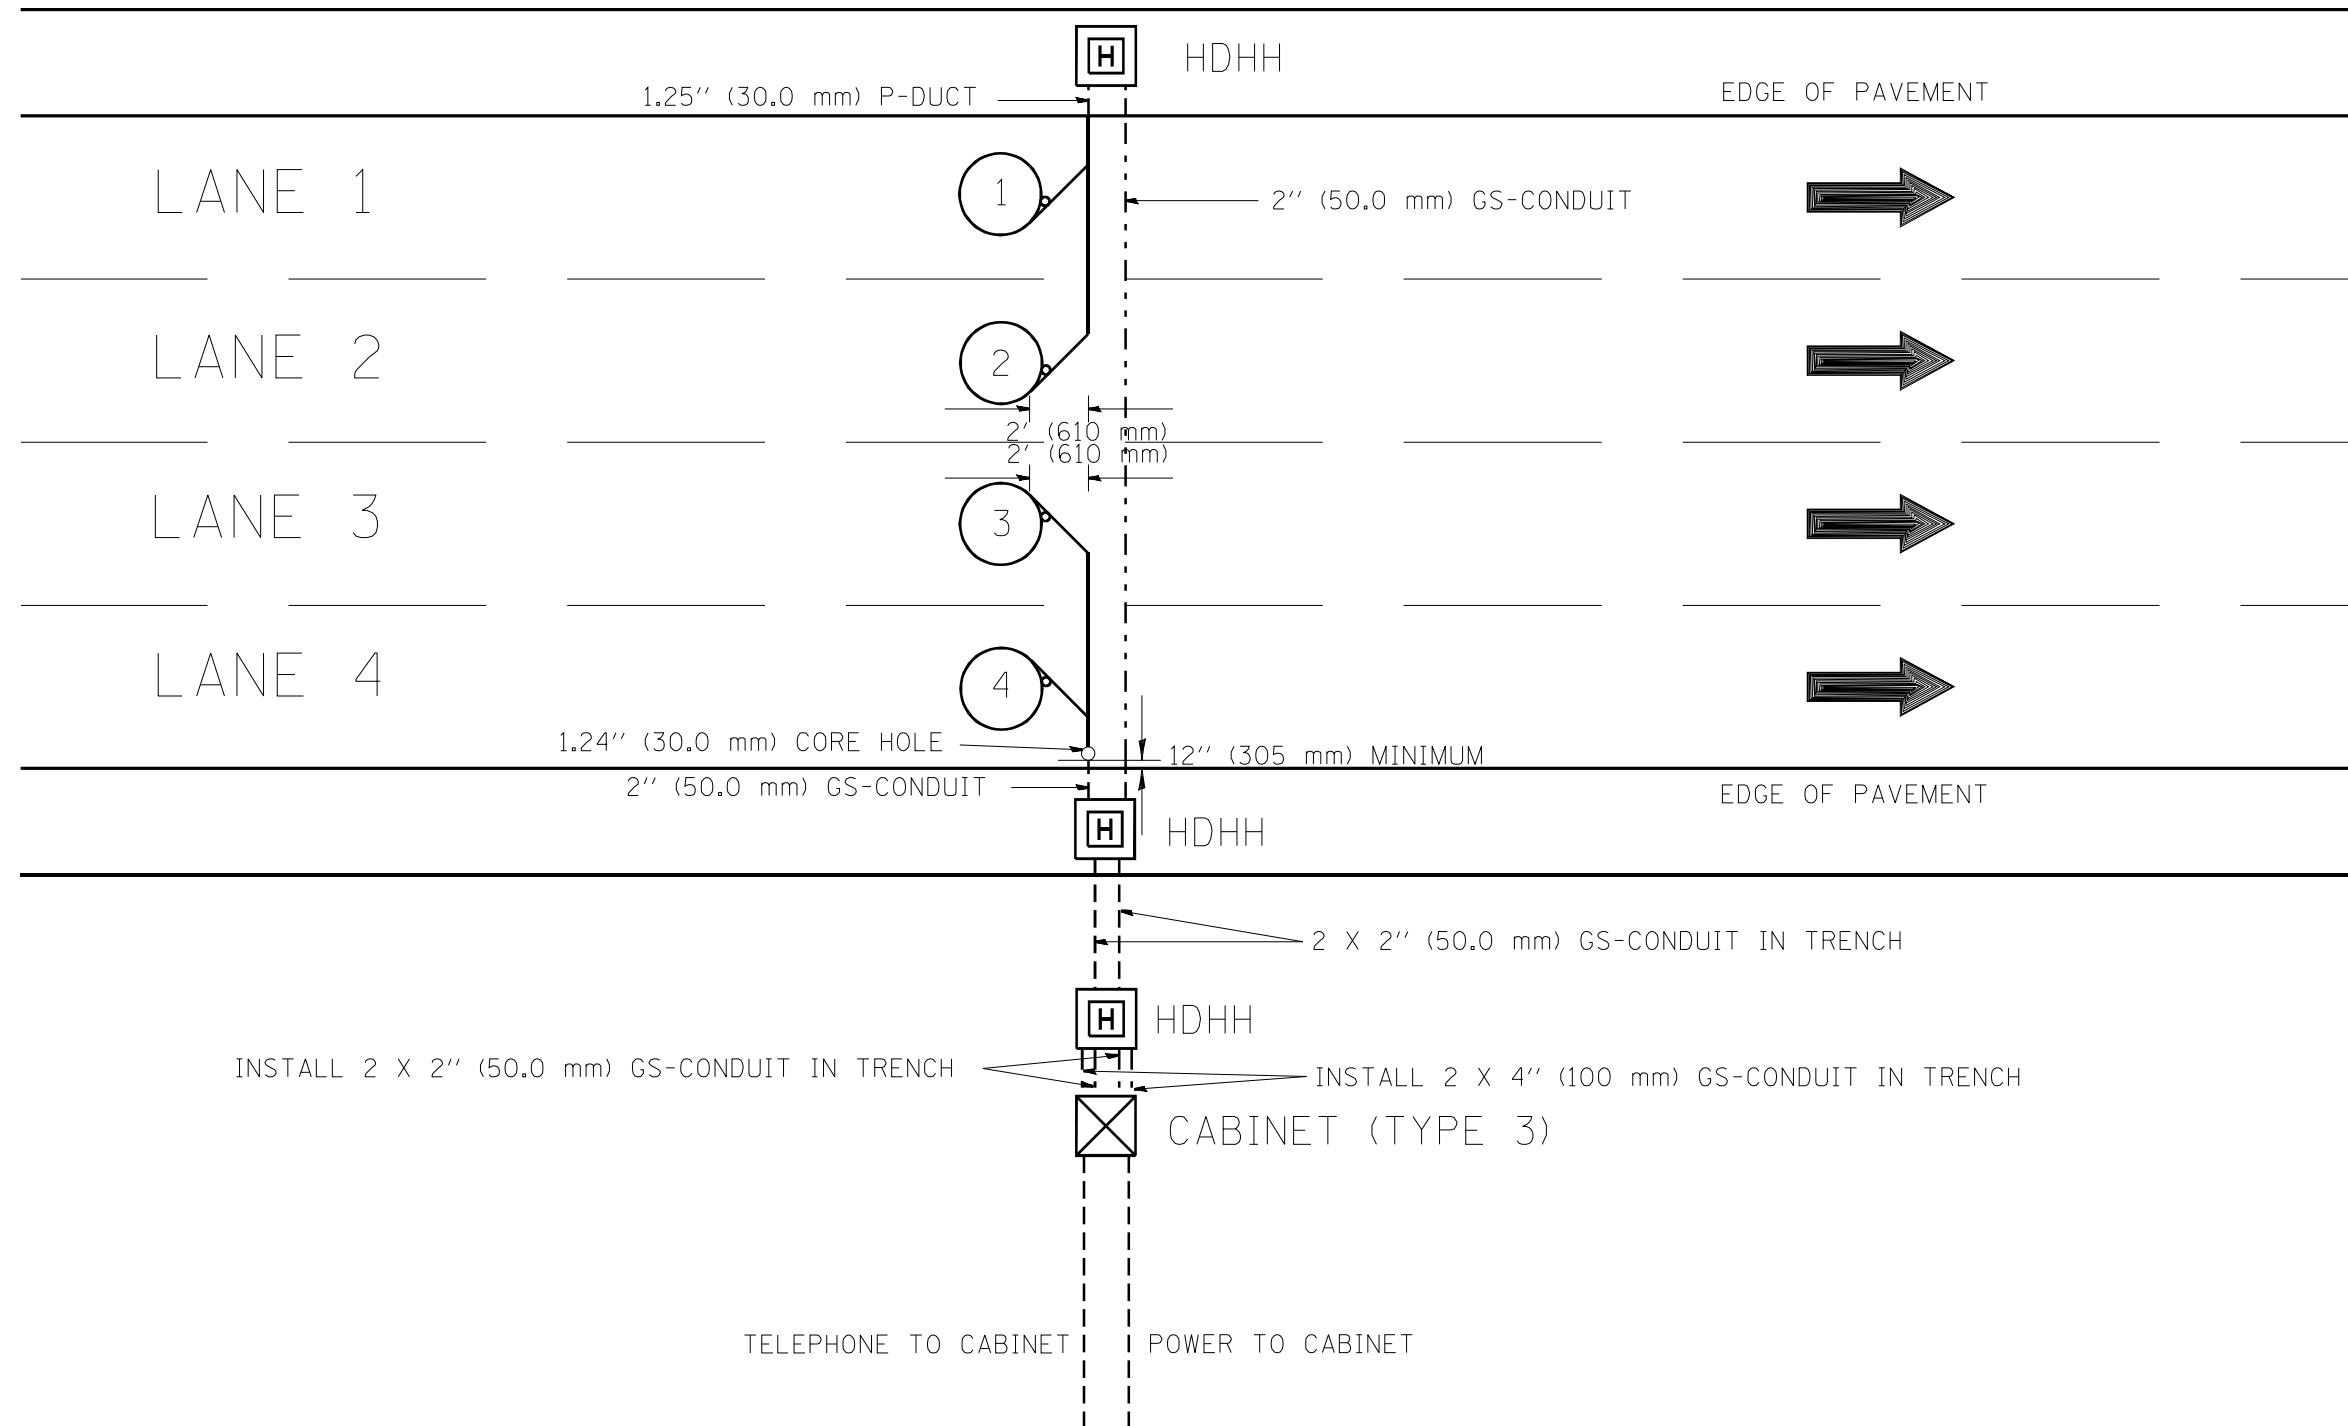 H HDHH
1.25'' (30.0 mm) P-DUCT
EDGE OF PAVEMENT
LANE 1
1
2'' (50.0 mm) GS-CONDUIT
LANE 2
2
2' (610 mm)
2' (610 mm)
LANE 3
3
LANE 4
4
1.24'' (30.0 mm) CORE HOLE
12'' (305 mm) MINIMUM
2'' (50.0 mm) GS-CONDUIT
EDGE OF PAVEMENT
H HDHH
2 X 2'' (50.0 mm) GS-CONDUIT IN TRENCH
H HDHH
INSTALL 2 X 2'' (50.0 mm) GS-CONDUIT IN TRENCH
INSTALL 2 X 4'' (100 mm) GS-CONDUIT IN TRENCH
CABINET (TYPE 3)
TELEPHONE TO CABINET
POWER TO CABINET